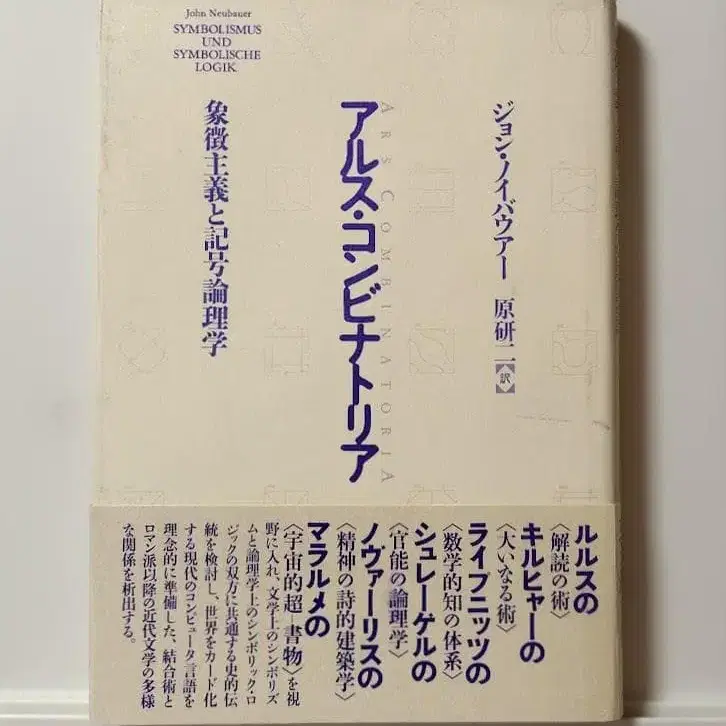 John Neubauer
SYMBOLISMUS
UND
SYMBOLISCHE
LOGIK
ジョン・ノイバウアー 原研二【訳】
ARS COMBINATORIA
アルス・コンビナトリア
象徴主義と記号論理学
ルルスの
〈解読の術〉
キルヒャーの
〈大いなる術〉
ライプニッツの
〈数学的知の体系〉
シュレーゲルの
〈官能の論理学〉
ノヴァーリスの
〈精神の詩的建築学〉
マラルメの
〈宇宙的超-書物〉を視
野に入れ、文学上のシンボリズ
ムと論理学上のシンボリック・ロ
ジックの双方に共通する史的伝
統を検討し、世界をカード化
する現代のコンピュータ言語を
理念的に準備した、結合術と
ロマン派以降の近代文学の多様
な関係を析出する。